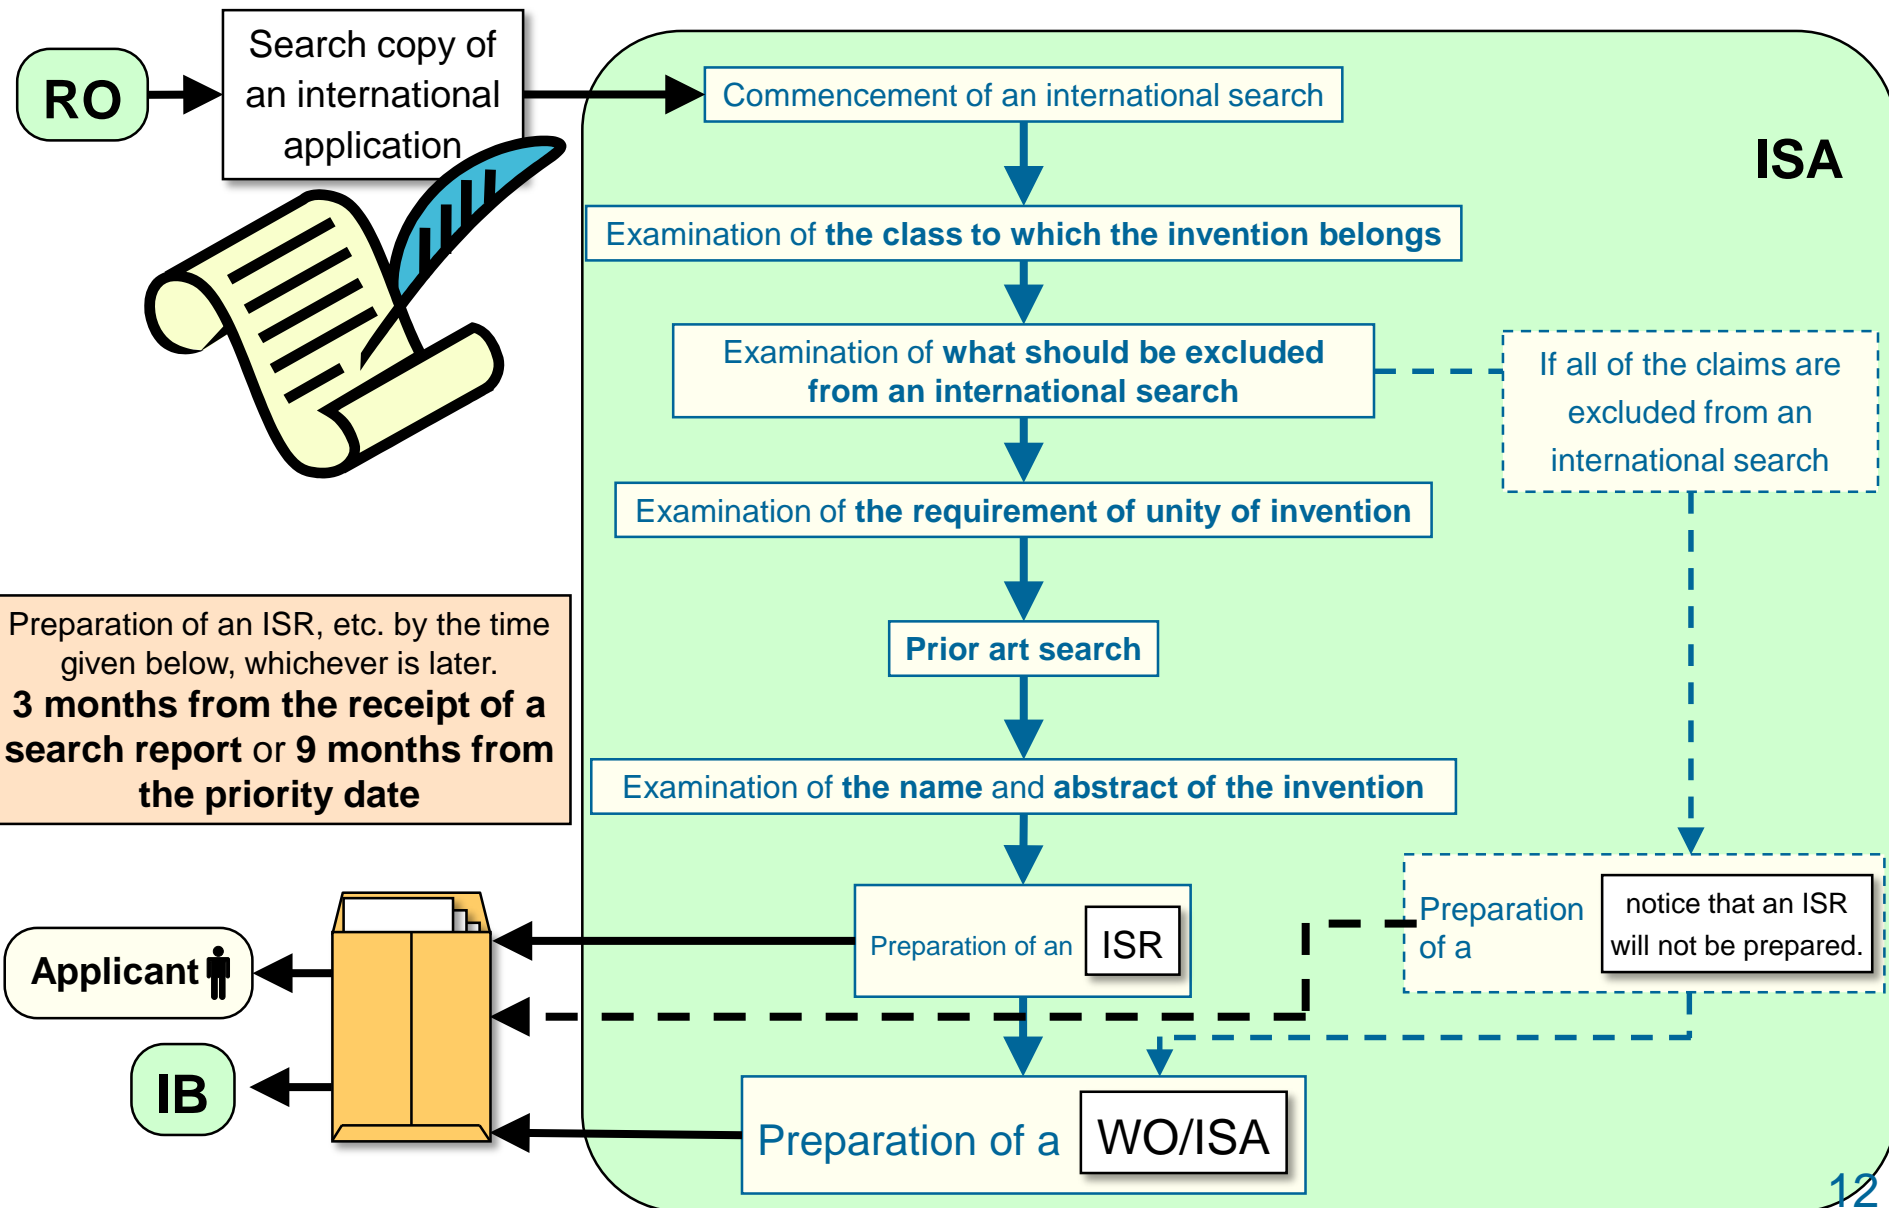 RO
Search copy of
an international
application
ISA
Commencement of an international search
Examination of the class to which the invention belongs
Examination of what should be excluded
from an international search
If all of the claims are
excluded from an
international search
Examination of the requirement of unity of invention
Prior art search
Preparation of an ISR, etc. by the time
given below, whichever is later.
3 months from the receipt of a
search report or 9 months from
the priority date
Examination of the name and abstract of the invention
Preparation of an ISR
Preparation
of a
notice that an ISR
will not be prepared.
Applicant
IB
Preparation of a WO/ISA
12